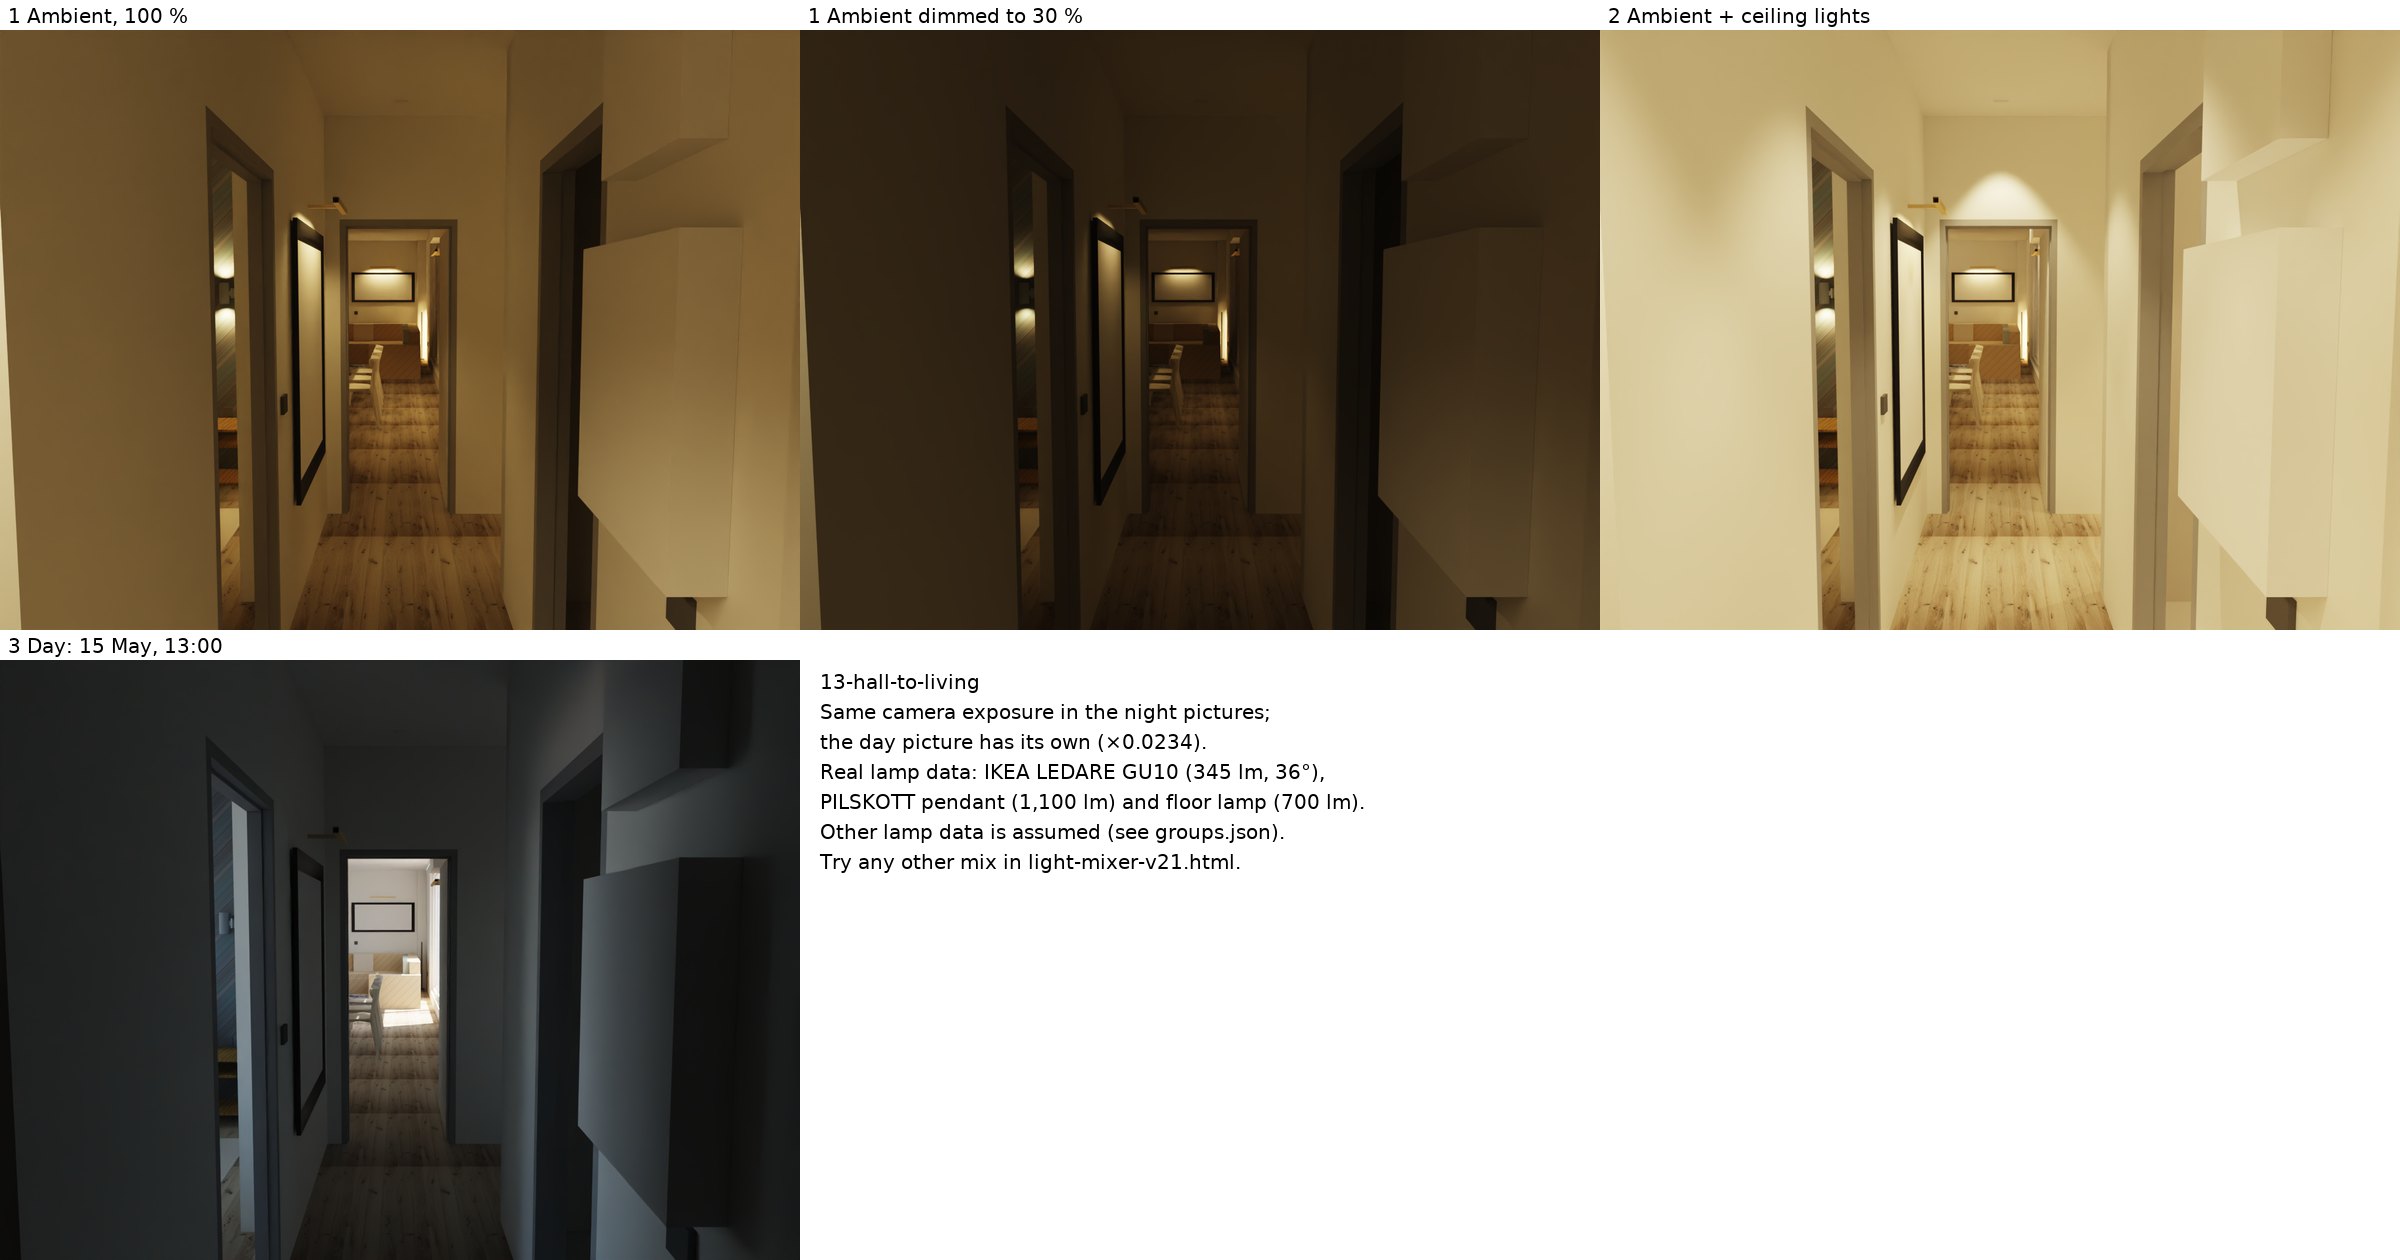 1 Ambient, 100 %
1 Ambient dimmed to 30 %
2 Ambient + ceiling lights
3 Day: 15 May, 13:00
13-hall-to-living
Same camera exposure in the night pictures;
the day picture has its own (×0.0234).
Real lamp data: IKEA LEDARE GU10 (345 lm, 36°),
PILSKOTT pendant (1,100 lm) and floor lamp (700 lm).
Other lamp data is assumed (see groups.json).
Try any other mix in light-mixer-v21.html.